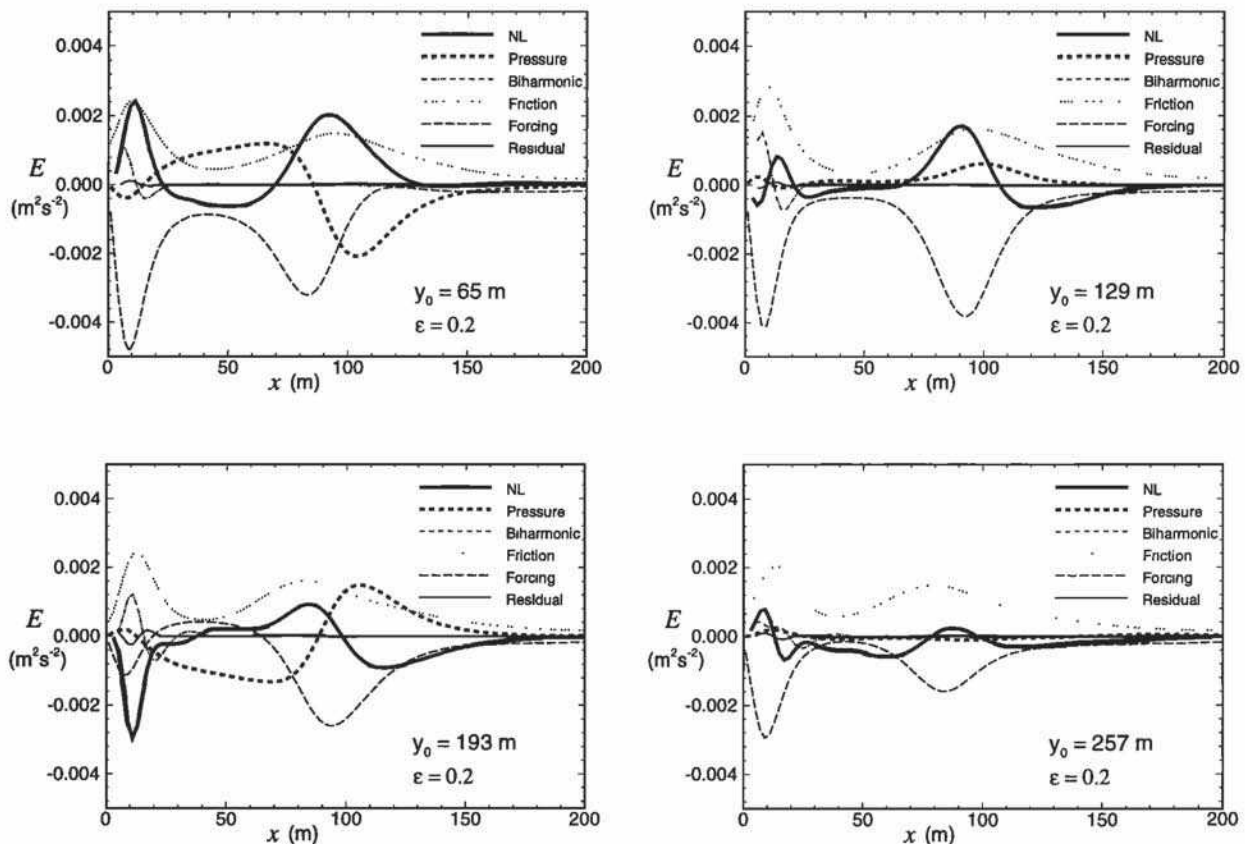 0.004
0.002
0.000
-0.002
-0.004
E
(m²s⁻²)
NL
Pressure
Biharmonic
Friction
Forcing
Residual
y₀ = 65 m
ε = 0.2
0 50 100 150 200
x (m)
0.004
0.002
0.000
-0.002
-0.004
E
(m²s⁻²)
NL
Pressure
Biharmonic
Friction
Forcing
Residual
y₀ = 129 m
ε = 0.2
0 50 100 150 200
x (m)
0.004
0.002
0.000
-0.002
-0.004
E
(m²s⁻²)
NL
Pressure
Biharmonic
Friction
Forcing
Residual
y₀ = 193 m
ε = 0.2
0 50 100 150 200
x (m)
0.004
0.002
0.000
-0.002
-0.004
E
(m²s⁻²)
NL
Pressure
Biharmonic
Friction
Forcing
Residual
y₀ = 257 m
ε = 0.2
0 50 100 150 200
x (m)